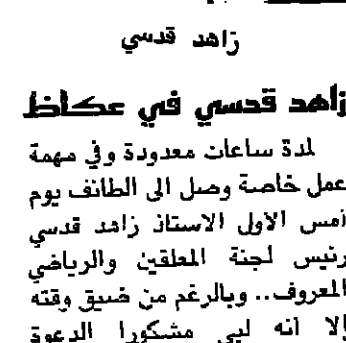 زاهد قدسي
زاهد قدسي في عكاظ
لمدة ساعات معدودة وفي مهمة
عمل خاصة وصل الى الطائف يوم
أمس الاول الاستاذ زاهد قدسي
رئيس لجنة المعلقين والرياضي
المعروف.. وبالرغم من ضيق وقته
إلا أنه لبى مشكورا الدعوة